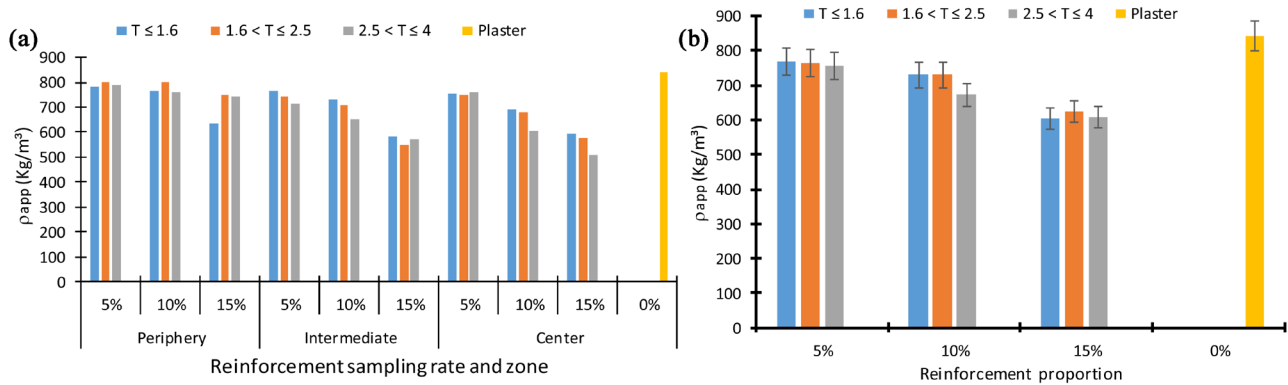 (a)
T ≤ 1.6 1.6 < T ≤ 2.5 2.5 < T ≤ 4 Plaster
900
800
700
600
500
400
300
200
100
0
ρapp (Kg/m³)
5% 10% 15% 5% 10% 15% 5% 10% 15% 0%
Periphery Intermediate Center
Reinforcement sampling rate and zone
(b)
T ≤ 1.6 1.6 < T ≤ 2.5 2.5 < T ≤ 4 Plaster
900
800
700
600
500
400
300
200
100
0
ρapp (Kg/m³)
5% 10% 15% 0%
Reinforcement proportion